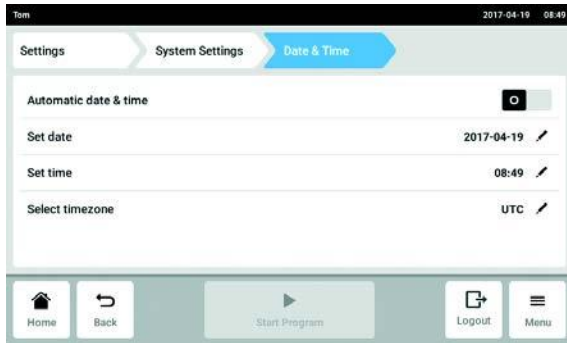 Tom 2017-04-19 08:49
Settings System Settings Date & Time
Automatic date & time O
Set date 2017-04-19
Set time 08:49
Select timezone UTC
Home Back Start Program Logout Menu